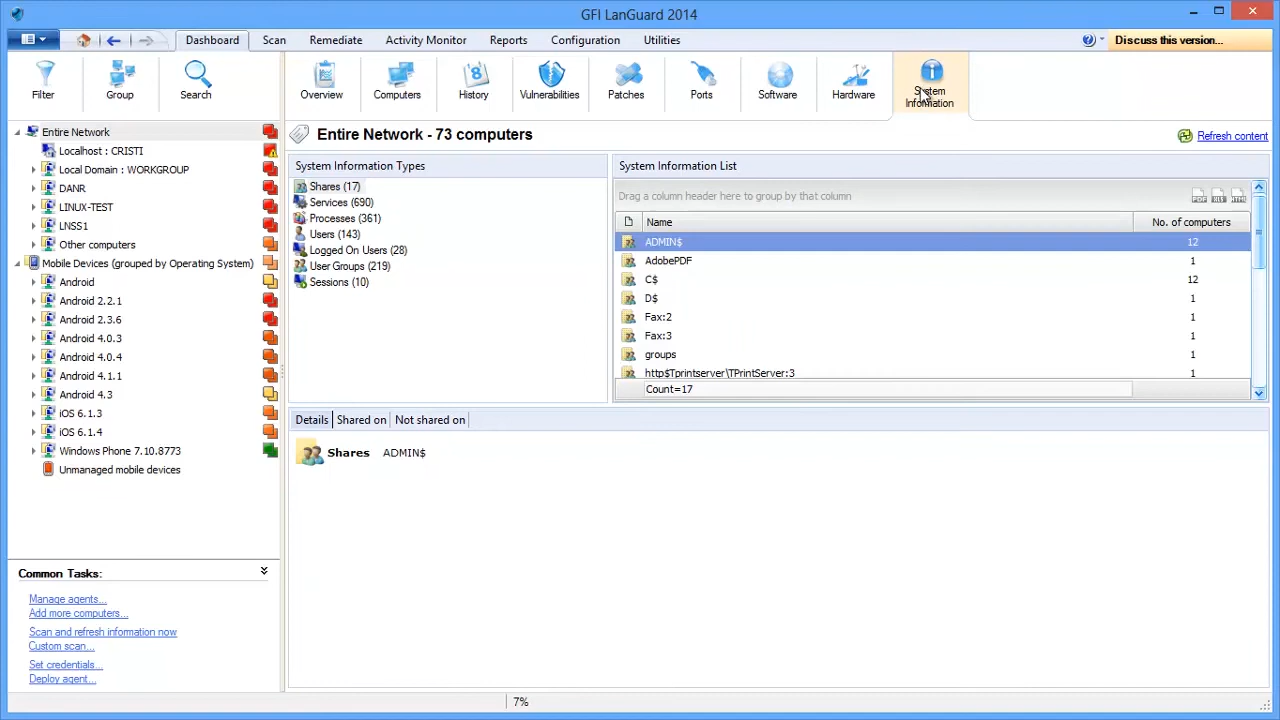 GFI LanGuard 2014
Dashboard Scan Remediate Activity Monitor Reports Configuration Utilities Discuss this version...
Filter Group Search Overview Computers History Vulnerabilities Patches Ports Software Hardware System Information
Entire Network - 73 computers
Refresh content
Entire Network
Localhost : CRISTI
Local Domain : WORKGROUP
DANR
LINUX-TEST
LNSS1
Other computers
Mobile Devices (grouped by Operating System)
Android
Android 2.2.1
Android 2.3.6
Android 4.0.3
Android 4.0.4
Android 4.1.1
Android 4.3
iOS 6.1.3
iOS 6.1.4
Windows Phone 7.10.8773
Unmanaged mobile devices
Common Tasks:
Manage agents...
Add more computers...
Scan and refresh information now
Custom scan...
Set credentials...
Deploy agent...
System Information Types
Shares (17)
Services (690)
Processes (361)
Users (143)
Logged On Users (28)
User Groups (219)
Sessions (10)
System Information List
Drag a column header here to group by that column
PDF XLS HTML
Name No. of computers
ADMIN$ 12
AdobePDF 1
C$ 12
D$ 1
Fax:2 1
Fax:3 1
groups 1
http$Tprintserver\TPrintServer:3 1
Count=17
Details Shared on Not shared on
Shares ADMIN$
7%